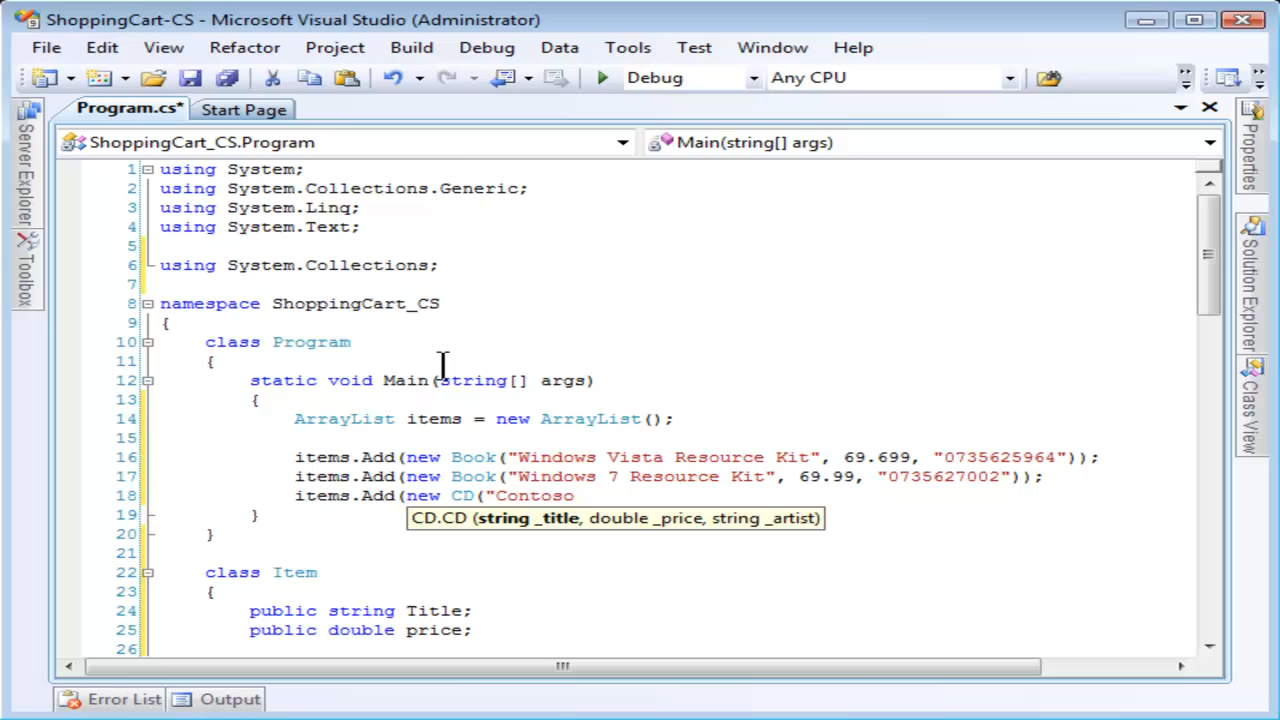 ShoppingCart-CS - Microsoft Visual Studio (Administrator)
File Edit View Refactor Project Build Debug Data Tools Test Window Help
Debug Any CPU
Program.cs* Start Page
ShoppingCart_CS.Program Main(string[] args)
Server Explorer
Toolbox
1 using System;
2 using System.Collections.Generic;
3 using System.Linq;
4 using System.Text;
5
6 using System.Collections;
7
8 namespace ShoppingCart_CS
9 {
10 class Program
11 {
12 static void Main(string[] args)
13 {
14 ArrayList items = new ArrayList();
15
16 items.Add(new Book("Windows Vista Resource Kit", 69.699, "0735625964"));
17 items.Add(new Book("Windows 7 Resource Kit", 69.99, "0735627002"));
18 items.Add(new CD("Contoso
CD.CD (string _title, double _price, string _artist)
19 }
20 }
21
22 class Item
23 {
24 public string Title;
25 public double price;
26
Properties
Solution Explorer
Class View
Error List Output